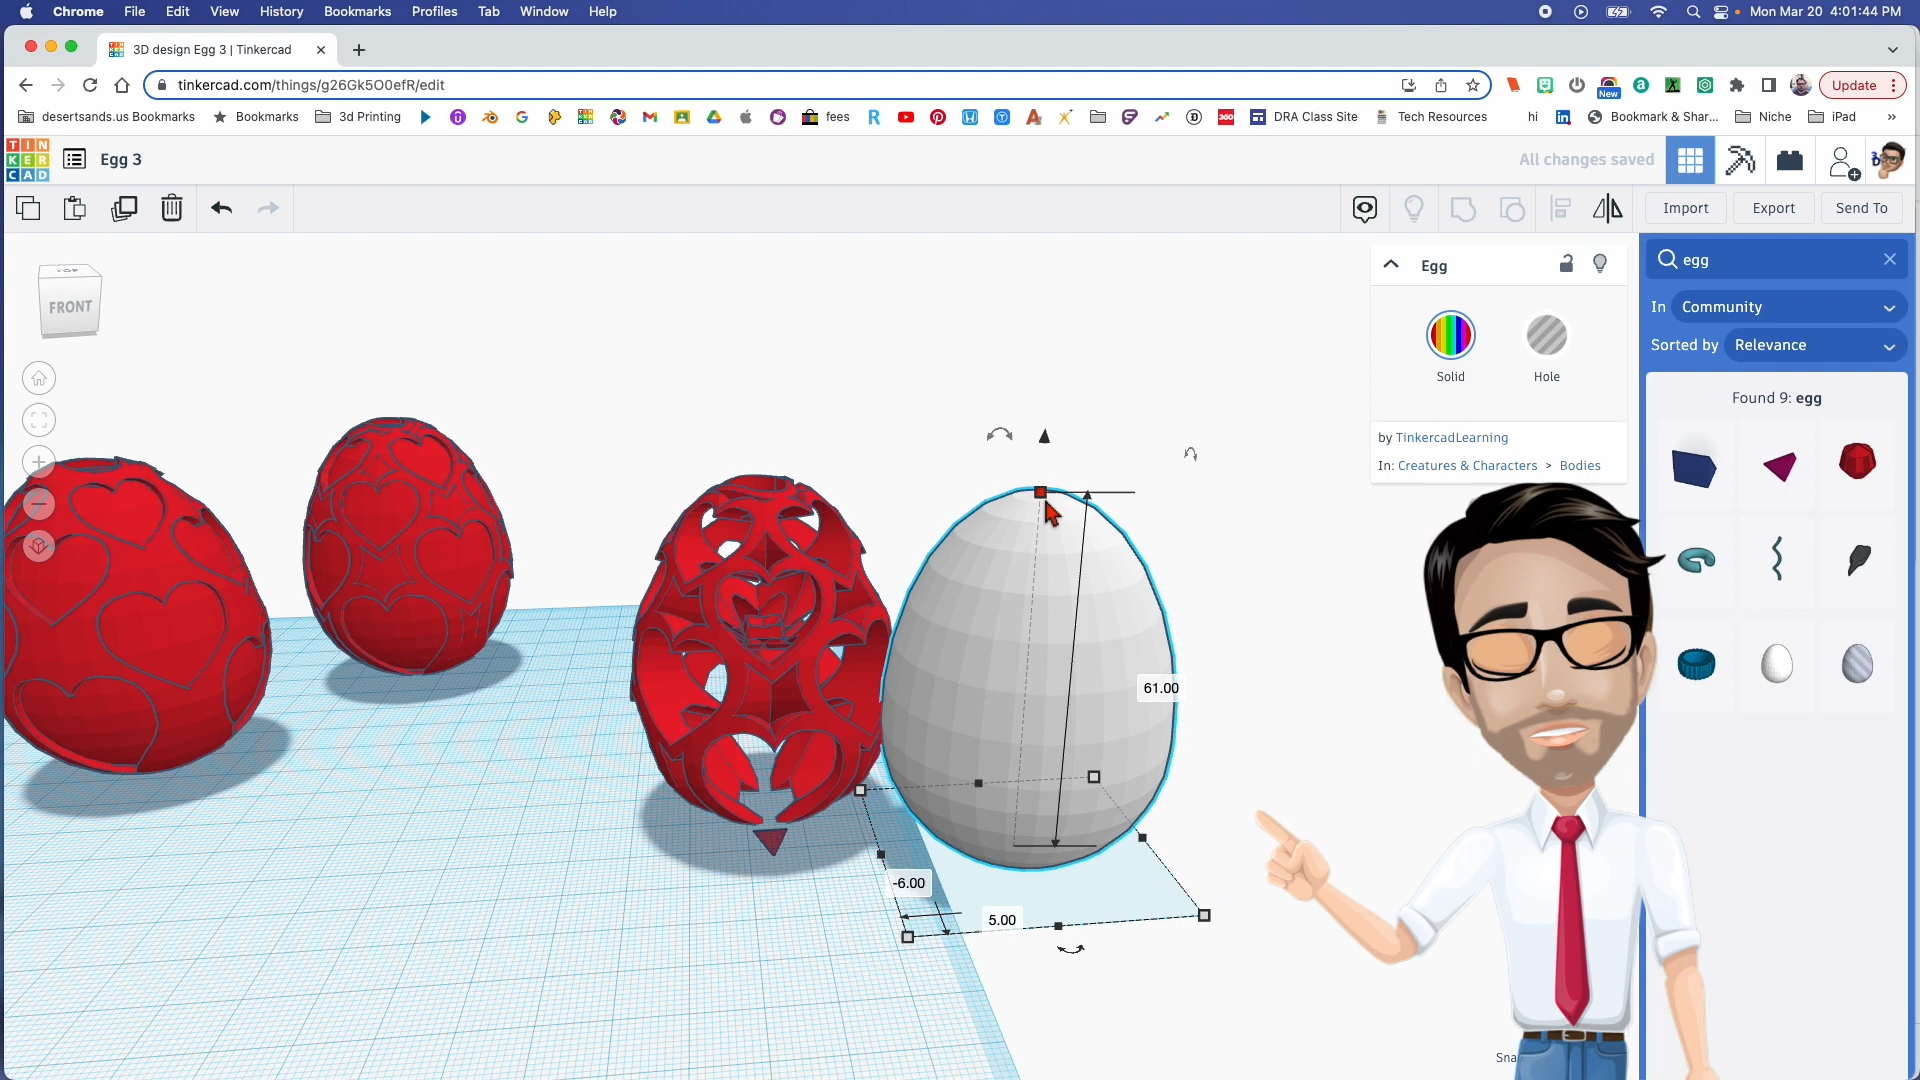 Chrome File Edit View History Bookmarks Profiles Tab Window Help Mon Mar 20 4:01:44 PM
3D design Egg 3 | Tinkercad
tinkercad.com/things/g26Gk5O0efR/edit
New
Update
desertsands.us Bookmarks
Bookmarks
3d Printing
fees
DRA Class Site
Tech Resources
hi
Bookmark & Shar...
Niche
iPad
TIN
KER
CAD
Egg 3
All changes saved
Import
Export
Send To
TOP
FRONT
Egg
Solid
Hole
by TinkercadLearning
In: Creatures & Characters > Bodies
egg
In Community
Sorted by Relevance
Found 9: egg
61.00
-6.00
5.00
Sna